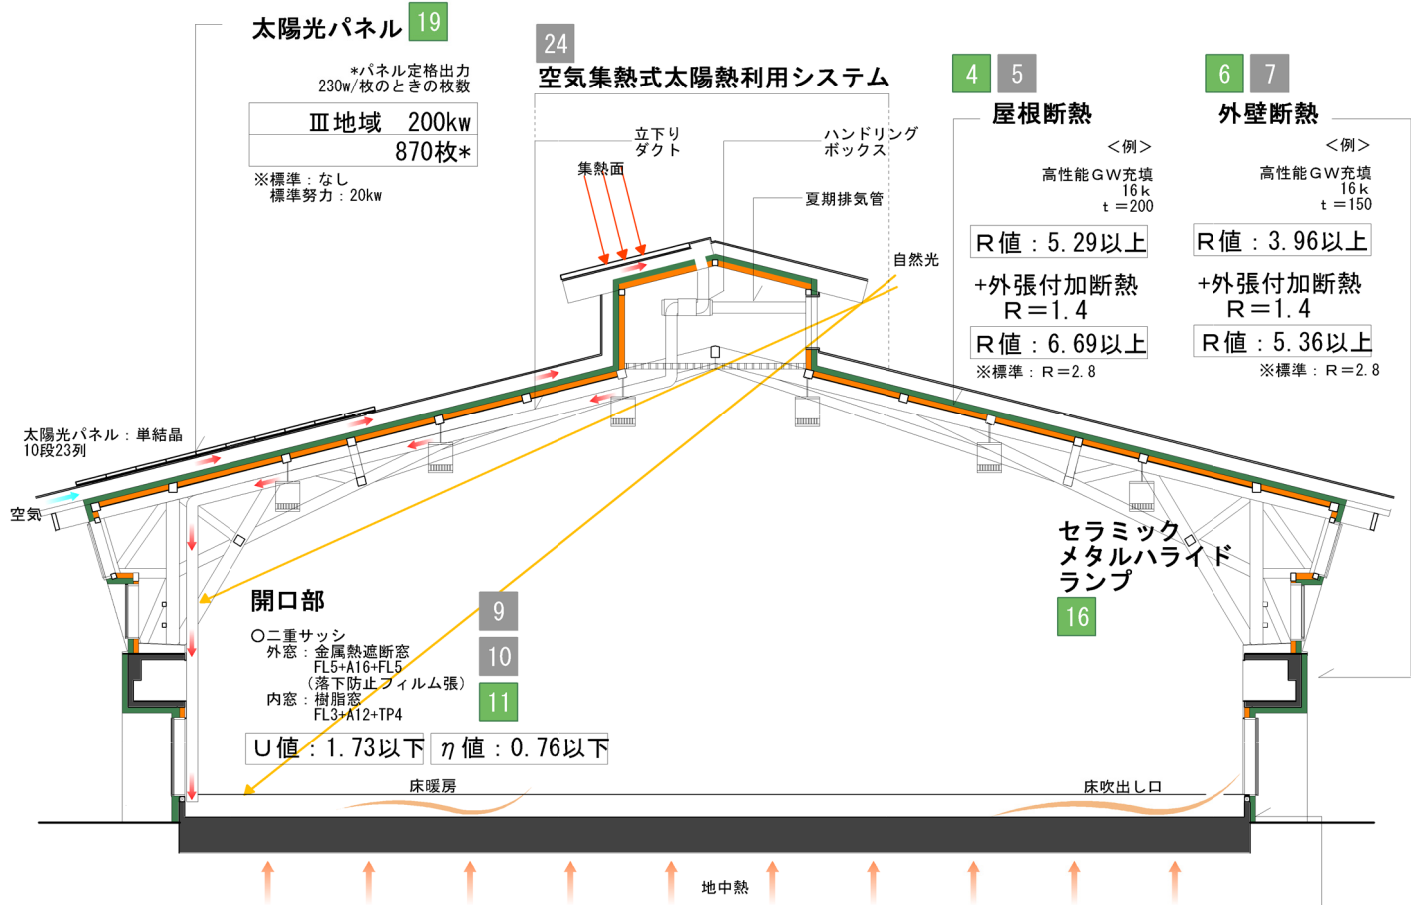 太陽光パネル 19
*パネル定格出力
230w/枚のときの枚数
Ⅲ地域 200kw
870枚*
※標準：なし
標準努力：20kw
24
空気集熱式太陽熱利用システム
立下り
ダクト
ハンドリング
ボックス
集熱面
夏期排気管
自然光
4 5
屋根断熱
＜例＞
高性能ＧＷ充填
16ｋ
ｔ＝200
Ｒ値：5.29以上
+外張付加断熱
Ｒ＝1.4
Ｒ値：6.69以上
※標準：Ｒ＝2.8
6 7
外壁断熱
＜例＞
高性能ＧＷ充填
16ｋ
ｔ＝150
Ｒ値：3.96以上
+外張付加断熱
Ｒ＝1.4
Ｒ値：5.36以上
※標準：Ｒ＝2.8
太陽光パネル：単結晶
10段23列
空気
セラミック
メタルハライド
ランプ
16
開口部
9
10
11
〇二重サッシ
外窓：金属熱遮断窓
FL5+A16+FL5
（落下防止フィルム張）
内窓：樹脂窓
FL3+A12+TP4
Ｕ値：1.73以下 η値：0.76以下
床暖房
床吹出し口
地中熱